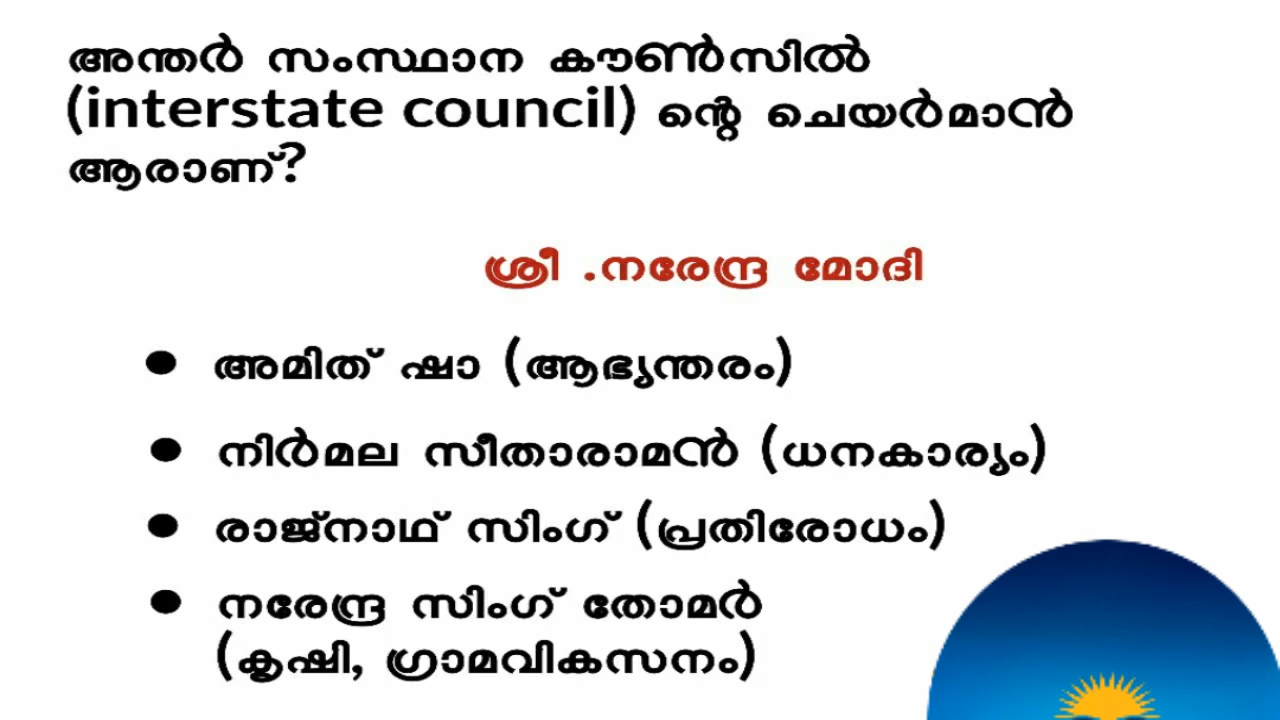 അന്തർ സംസ്ഥാന കൗൺസിൽ
(interstate council) ന്റെ ചെയർമാൻ
ആരാണ്?
ശ്രീ .നരേന്ദ്ര മോദി
● അമിത് ഷാ (ആഭ്യന്തരം)
● നിർമല സീതാരാമൻ (ധനകാര്യം)
● രാജ്നാഥ് സിംഗ് (പ്രതിരോധം)
● നരേന്ദ്ര സിംഗ് തോമർ
(കൃഷി, ഗ്രാമവികസനം)